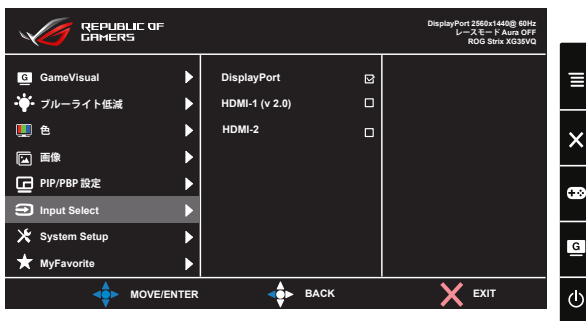 REPUBLIC OF
GAMERS
DisplayPort 2560x1440@ 60Hz
レースモード Aura OFF
ROG Strix XG35VQ
G GameVisual
ブルーライト低減
色
画像
PIP/PBP 設定
Input Select
System Setup
MyFavorite
DisplayPort
HDMI-1 (v 2.0)
HDMI-2
MOVE/ENTER
BACK
EXIT
G